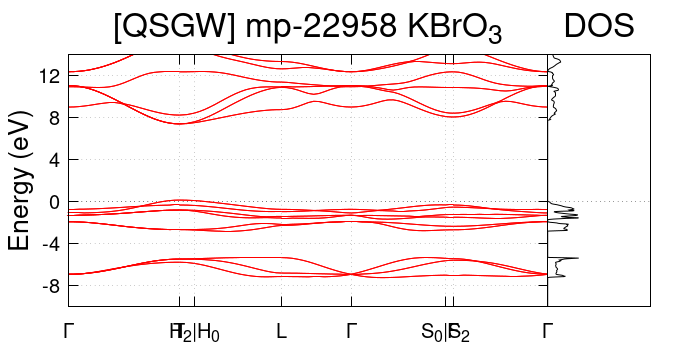 [QSGW] mp-22958 KBrO₃ DOS
Energy (eV)
12
8
4
0
-4
-8
Γ L Γ Γ